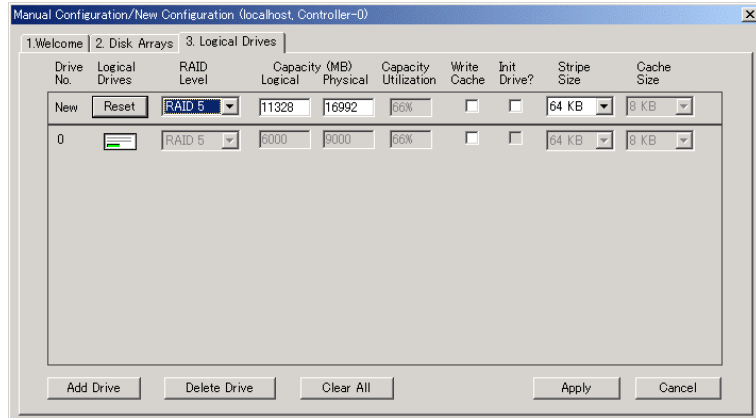 Manual Configuration/New Configuration (localhost, Controller-0)
1.Welcome 2. Disk Arrays 3. Logical Drives
Drive No. Logical Drives RAID Level Capacity (MB) Logical Physical Capacity Utilization Write Cache Init Drive? Stripe Size Cache Size
New Reset RAID 5 11328 16992 66% 64 KB 8 KB
0 RAID 5 6000 9000 66% 64 KB 8 KB
Add Drive Delete Drive Clear All Apply Cancel